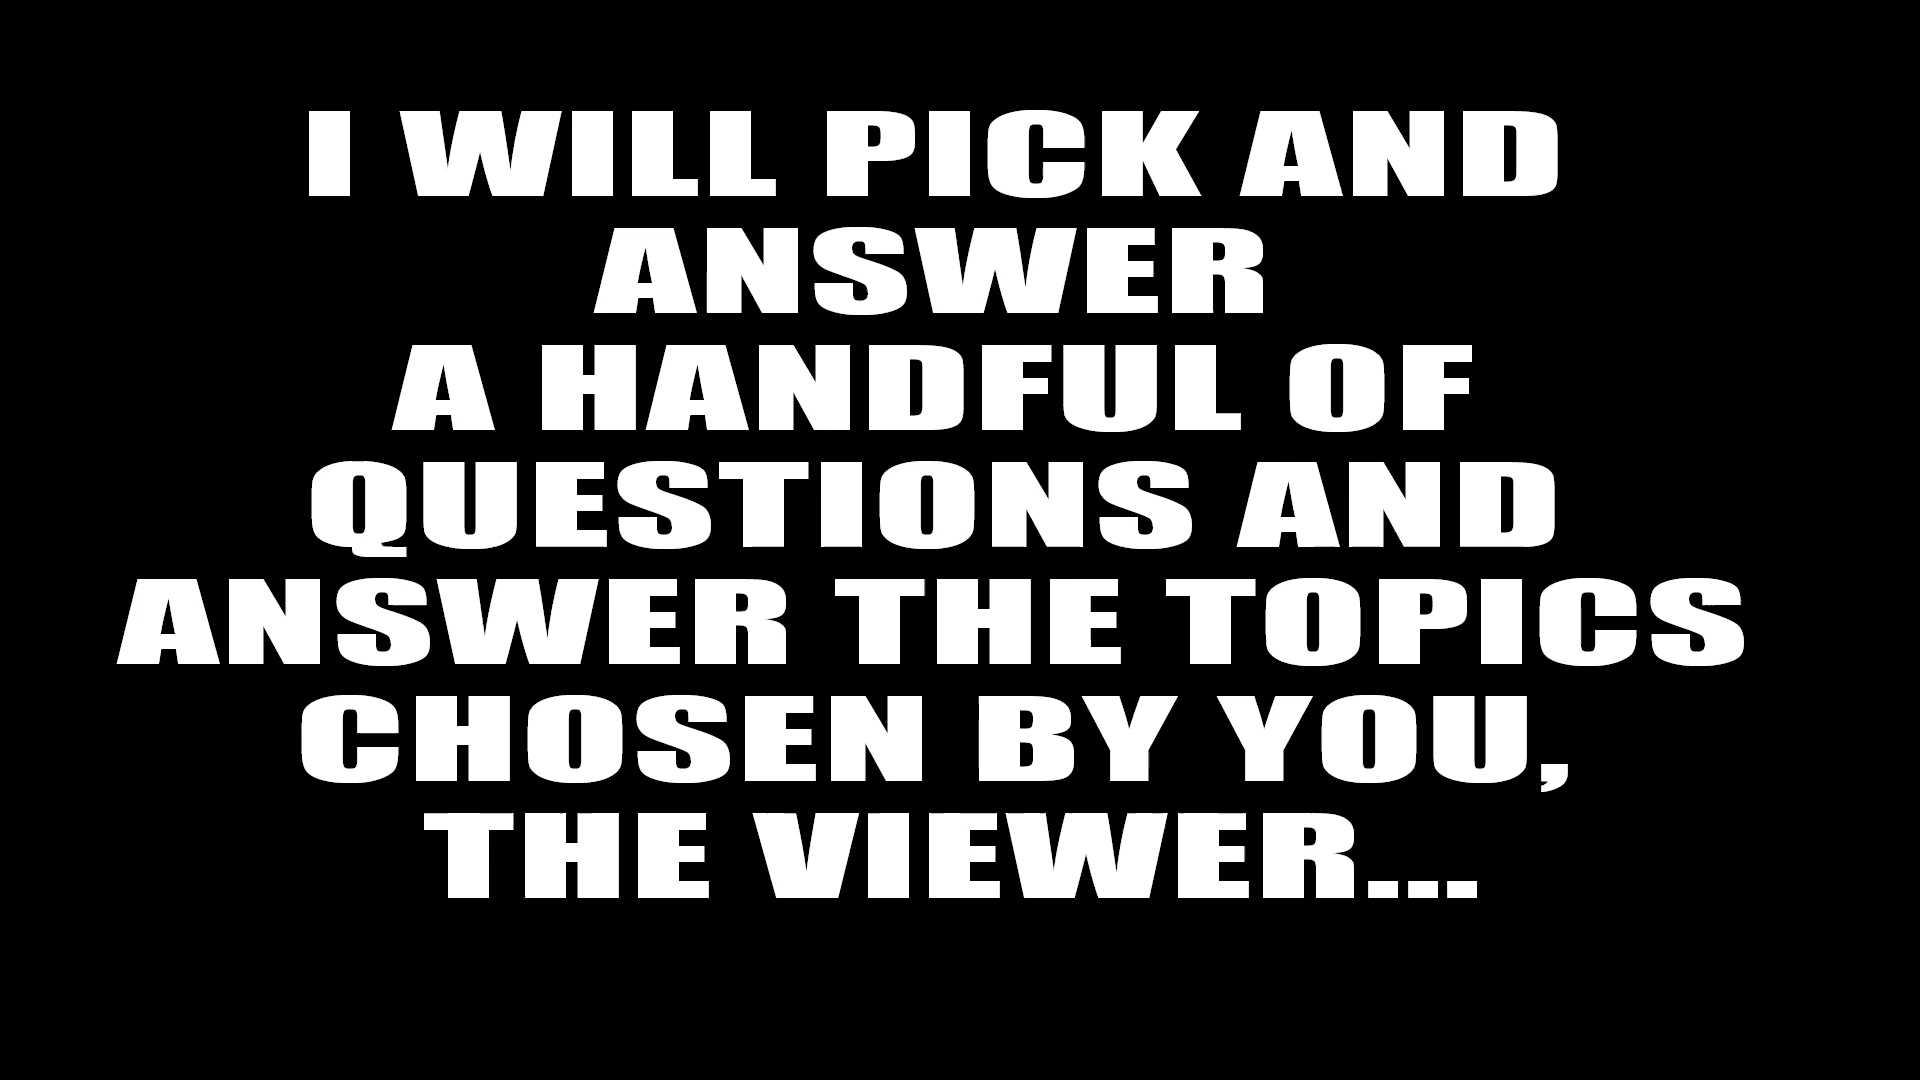 I WILL PICK AND
ANSWER
A HANDFUL OF
QUESTIONS AND
ANSWER THE TOPICS
CHOSEN BY YOU,
THE VIEWER...